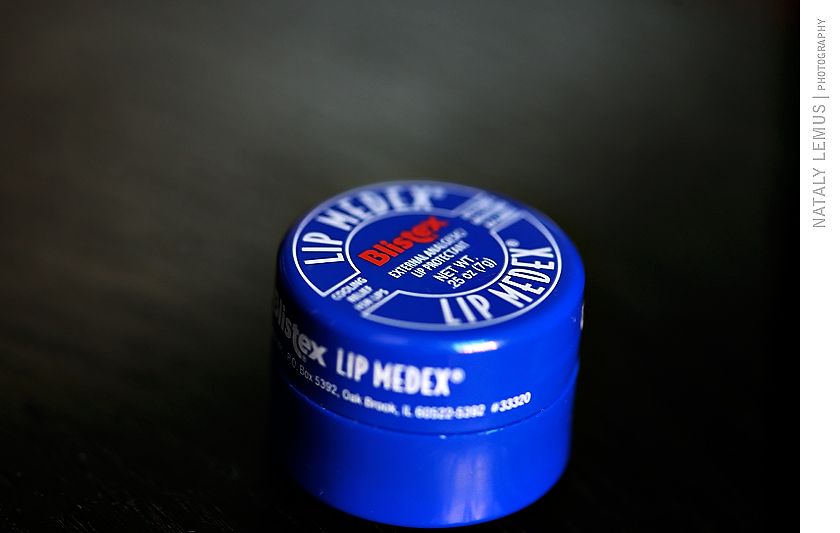 LIP MEDEX®
Blistex
EXTERNAL ANALGESIC/
LIP PROTECTANT
NET WT.
.25 oz (7g)
COOLING
RELIEF
FOR LIPS
LIP MEDEX®
Blistex LIP MEDEX®
P.O. Box 5392, Oak Brook, IL 60522-5392 #33320
NATALY LEMUS | PHOTOGRAPHY